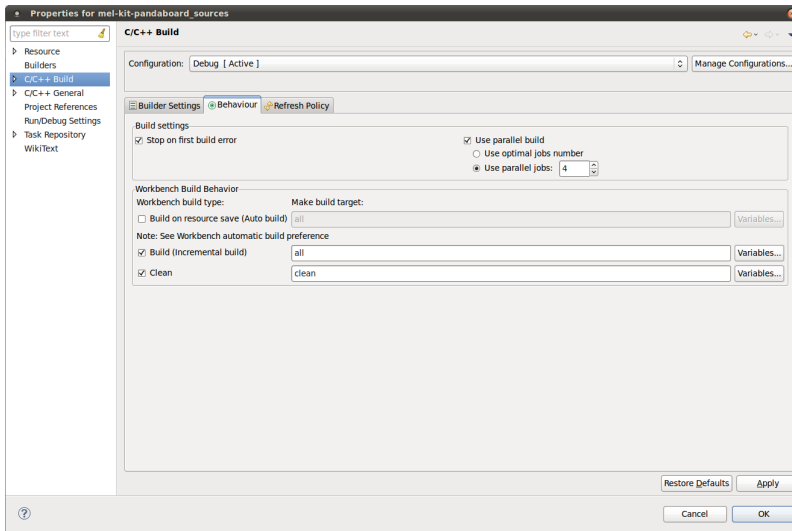 Properties for mel-kit-pandaboard_sources
type filter text
C/C++ Build
Resource
Builders
C/C++ Build
C/C++ General
Project References
Run/Debug Settings
Task Repository
WikiText
Configuration: Debug [ Active ] Manage Configurations...
Builder Settings Behaviour Refresh Policy
Build settings
Stop on first build error Use parallel build
Use optimal jobs number
Use parallel jobs: 4
Workbench Build Behavior
Workbench build type: Make build target:
Build on resource save (Auto build) all Variables...
Note: See Workbench automatic build preference
Build (Incremental build) all Variables...
Clean clean Variables...
Restore Defaults Apply
? Cancel OK